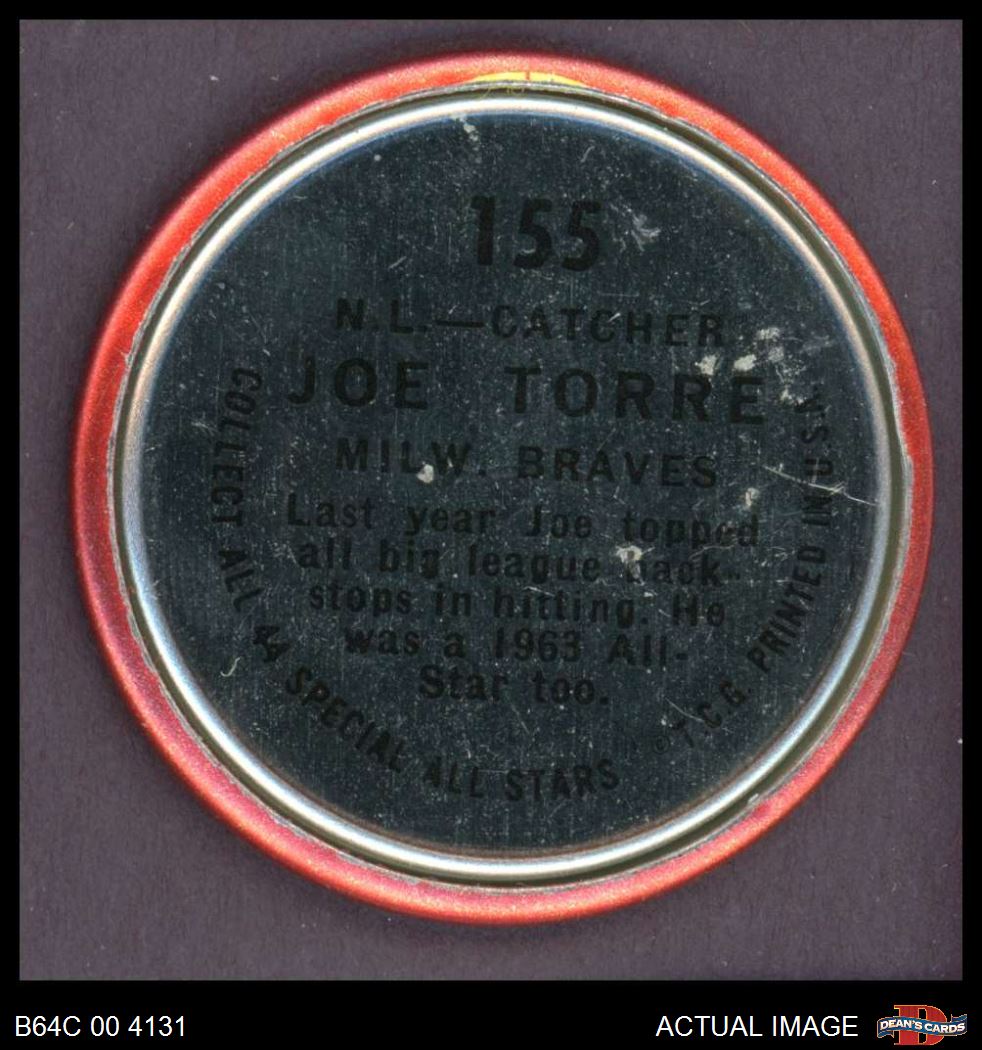 155
N.L.—CATCHER
JOE TORRE
MILW. BRAVES
Last year Joe topped
all big league back-
stops in hitting. He
was a 1963 All-
Star too.
COLLECT ALL 44 SPECIAL ALL STARS
© T.C.G. PRINTED IN U.S.A.
B64C 00 4131
ACTUAL IMAGE
DEAN'S CARDS